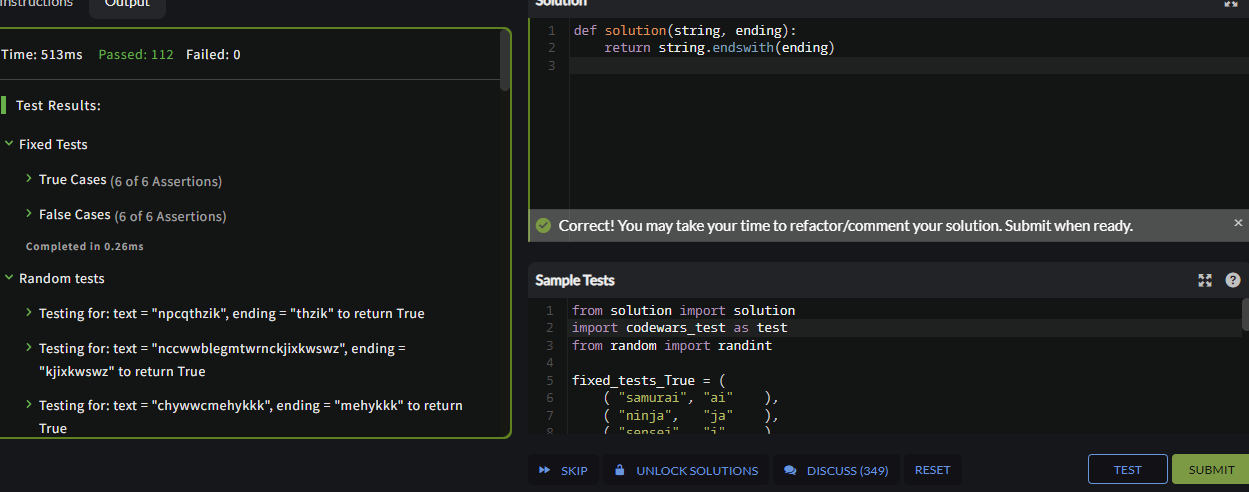 Instructions
Output
Time: 513ms Passed: 112 Failed: 0
Test Results:
Fixed Tests
True Cases (6 of 6 Assertions)
False Cases (6 of 6 Assertions)
Completed in 0.26ms
Random tests
Testing for: text = "npcqthzik", ending = "thzik" to return True
Testing for: text = "nccwwblegmtwrnckjixkwswz", ending =
"kjixkwswz" to return True
Testing for: text = "chywwcmehykkk", ending = "mehykkk" to return
True
Solution
1 def solution(string, ending):
2 return string.endswith(ending)
3
Correct! You may take your time to refactor/comment your solution. Submit when ready.
×
Sample Tests
?
1 from solution import solution
2 import codewars_test as test
3 from random import randint
4
5 fixed_tests_True = (
6 ( "samurai", "ai" ),
7 ( "ninja", "ja" ),
8 ( "sensei", "i" ),
SKIP
UNLOCK SOLUTIONS
DISCUSS (349)
RESET
TEST
SUBMIT